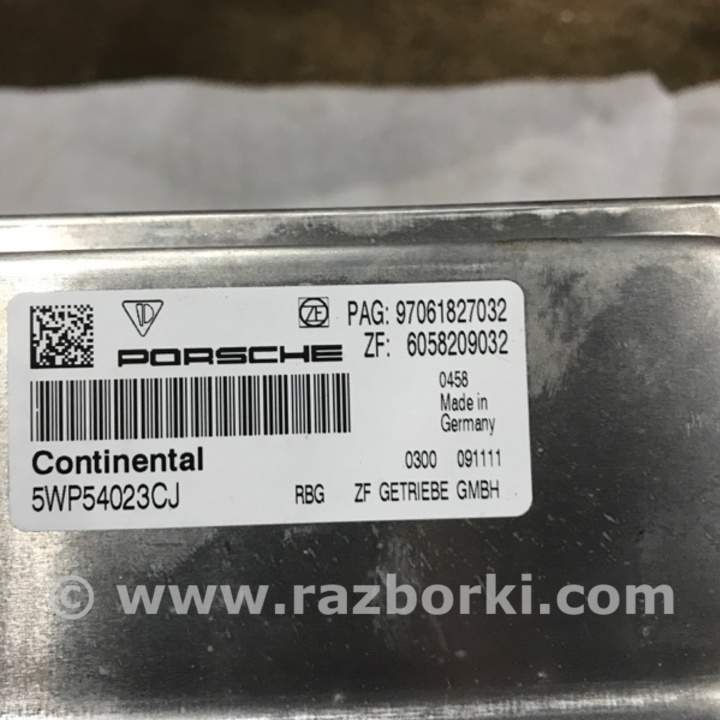 PAG: 97061827032
PORSCHE ZF: 6058209032
0458
Made in
Germany
Continental 0300 091111
5WP54023CJ RBG ZF GETRIEBE GMBH
© www.razborki.com